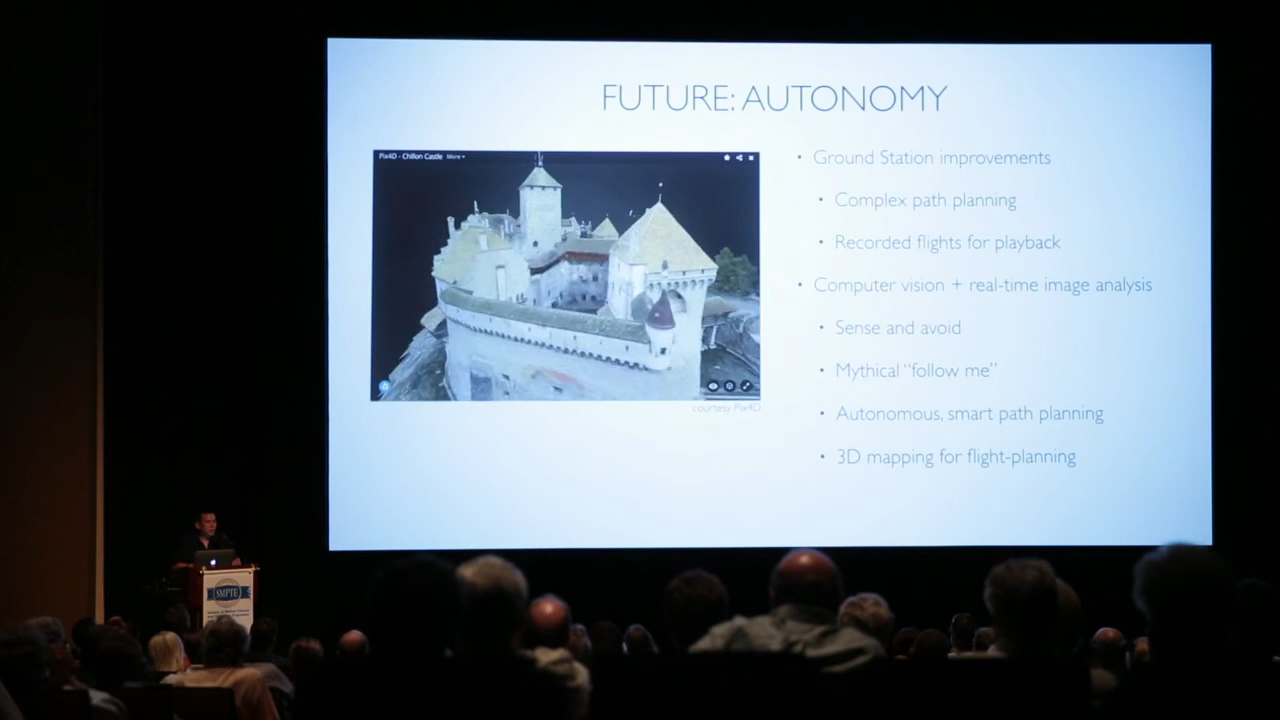 FUTURE: AUTONOMY
Pix4D - Chillon Castle More
courtesy Pix4D
• Ground Station improvements
• Complex path planning
• Recorded flights for playback
• Computer vision + real-time image analysis
• Sense and avoid
• Mythical “follow me”
• Autonomous, smart path planning
• 3D mapping for flight-planning
SMPTE